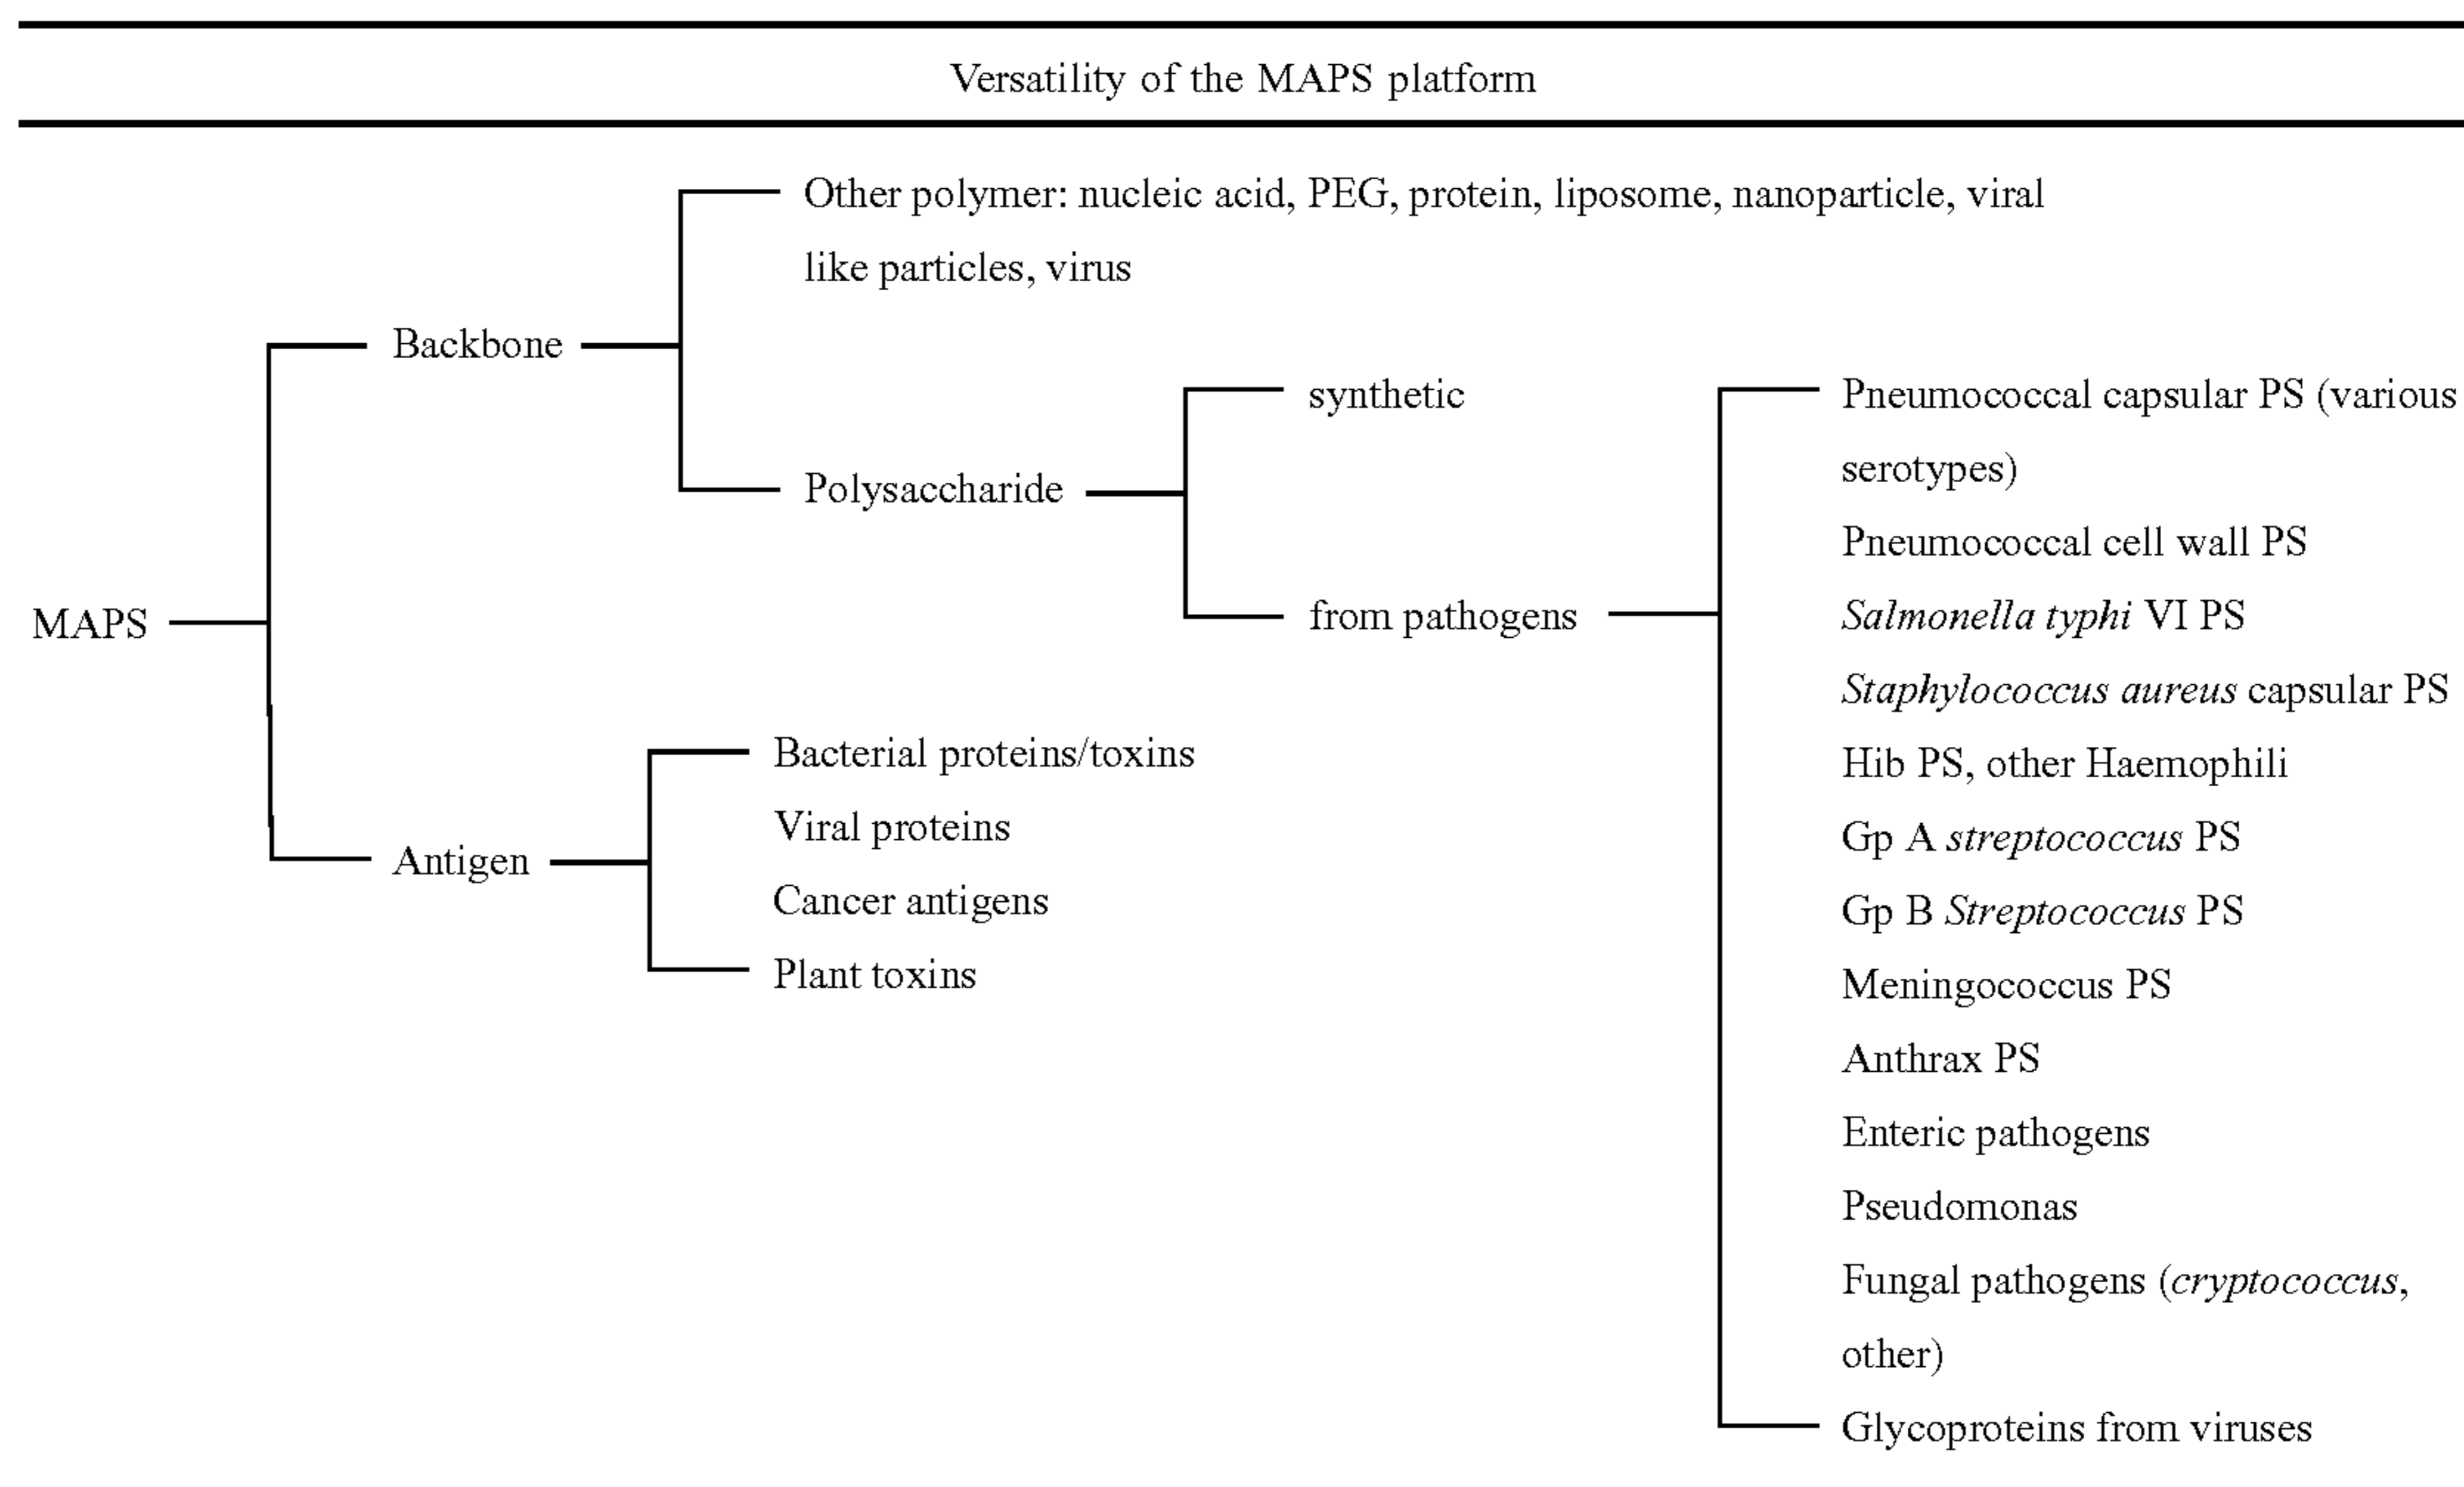 Versatility of the MAPS platform
Other polymer: nucleic acid, PEG, protein, liposome, nanoparticle, viral
like particles, virus
Backbone
synthetic
Polysaccharide
from pathogens
Pneumococcal capsular PS (various
serotypes)
Pneumococcal cell wall PS
Salmonella typhi VI PS
Staphylococcus aureus capsular PS
Hib PS, other Haemophili
Gp A streptococcus PS
Gp B Streptococcus PS
Meningococcus PS
Anthrax PS
Enteric pathogens
Pseudomonas
Fungal pathogens (cryptococcus,
other)
Glycoproteins from viruses
MAPS
Antigen
Bacterial proteins/toxins
Viral proteins
Cancer antigens
Plant toxins